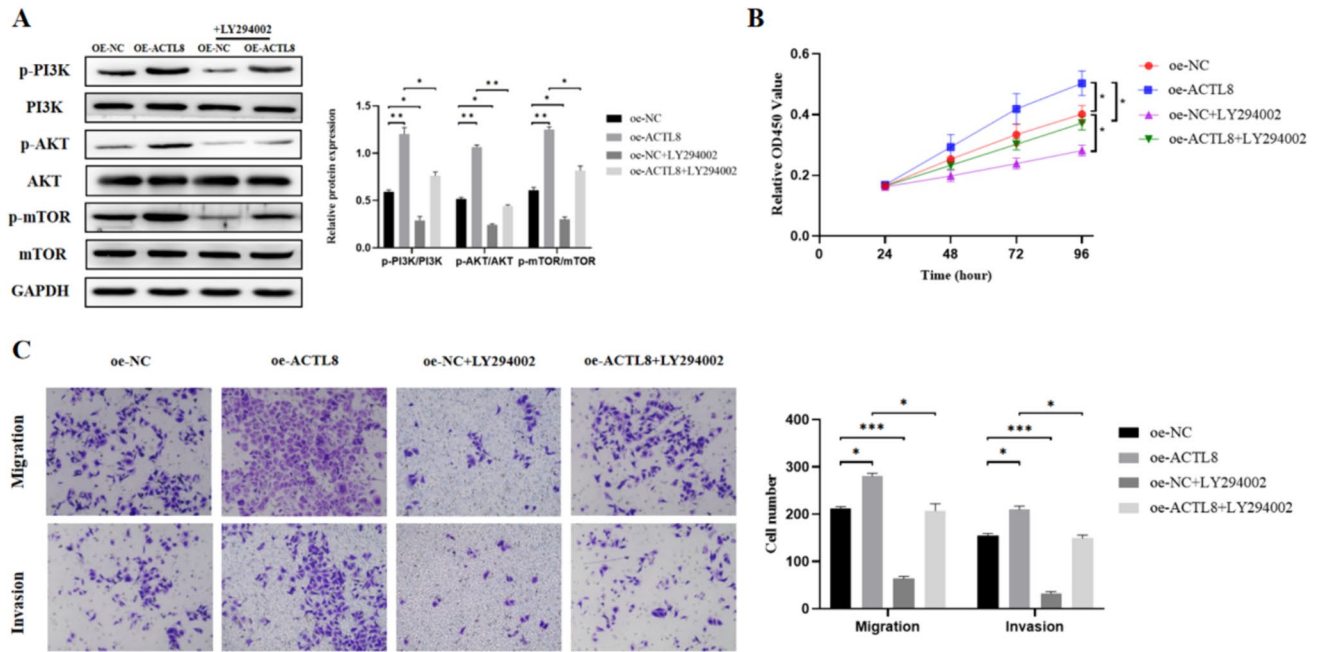 A
+LY294002
OE-NC OE-ACTL8 OE-NC OE-ACTL8
p-PI3K
PI3K
p-AKT
AKT
p-mTOR
mTOR
GAPDH
Relative protein expression
1.5
1.0
0.5
0.0
* ** *
* * *
** ** **
p-PI3K/PI3K p-AKT/AKT p-mTOR/mTOR
oe-NC
oe-ACTL8
oe-NC+LY294002
oe-ACTL8+LY294002
B
Relative OD450 Value
0.6
0.4
0.2
0.0
0 24 48 72 96
Time (hour)
* *
*
oe-NC
oe-ACTL8
oe-NC+LY294002
oe-ACTL8+LY294002
C
oe-NC oe-ACTL8 oe-NC+LY294002 oe-ACTL8+LY294002
Migration
Invasion
Cell number
400
300
200
100
0
* *
*** ***
* *
Migration Invasion
oe-NC
oe-ACTL8
oe-NC+LY294002
oe-ACTL8+LY294002